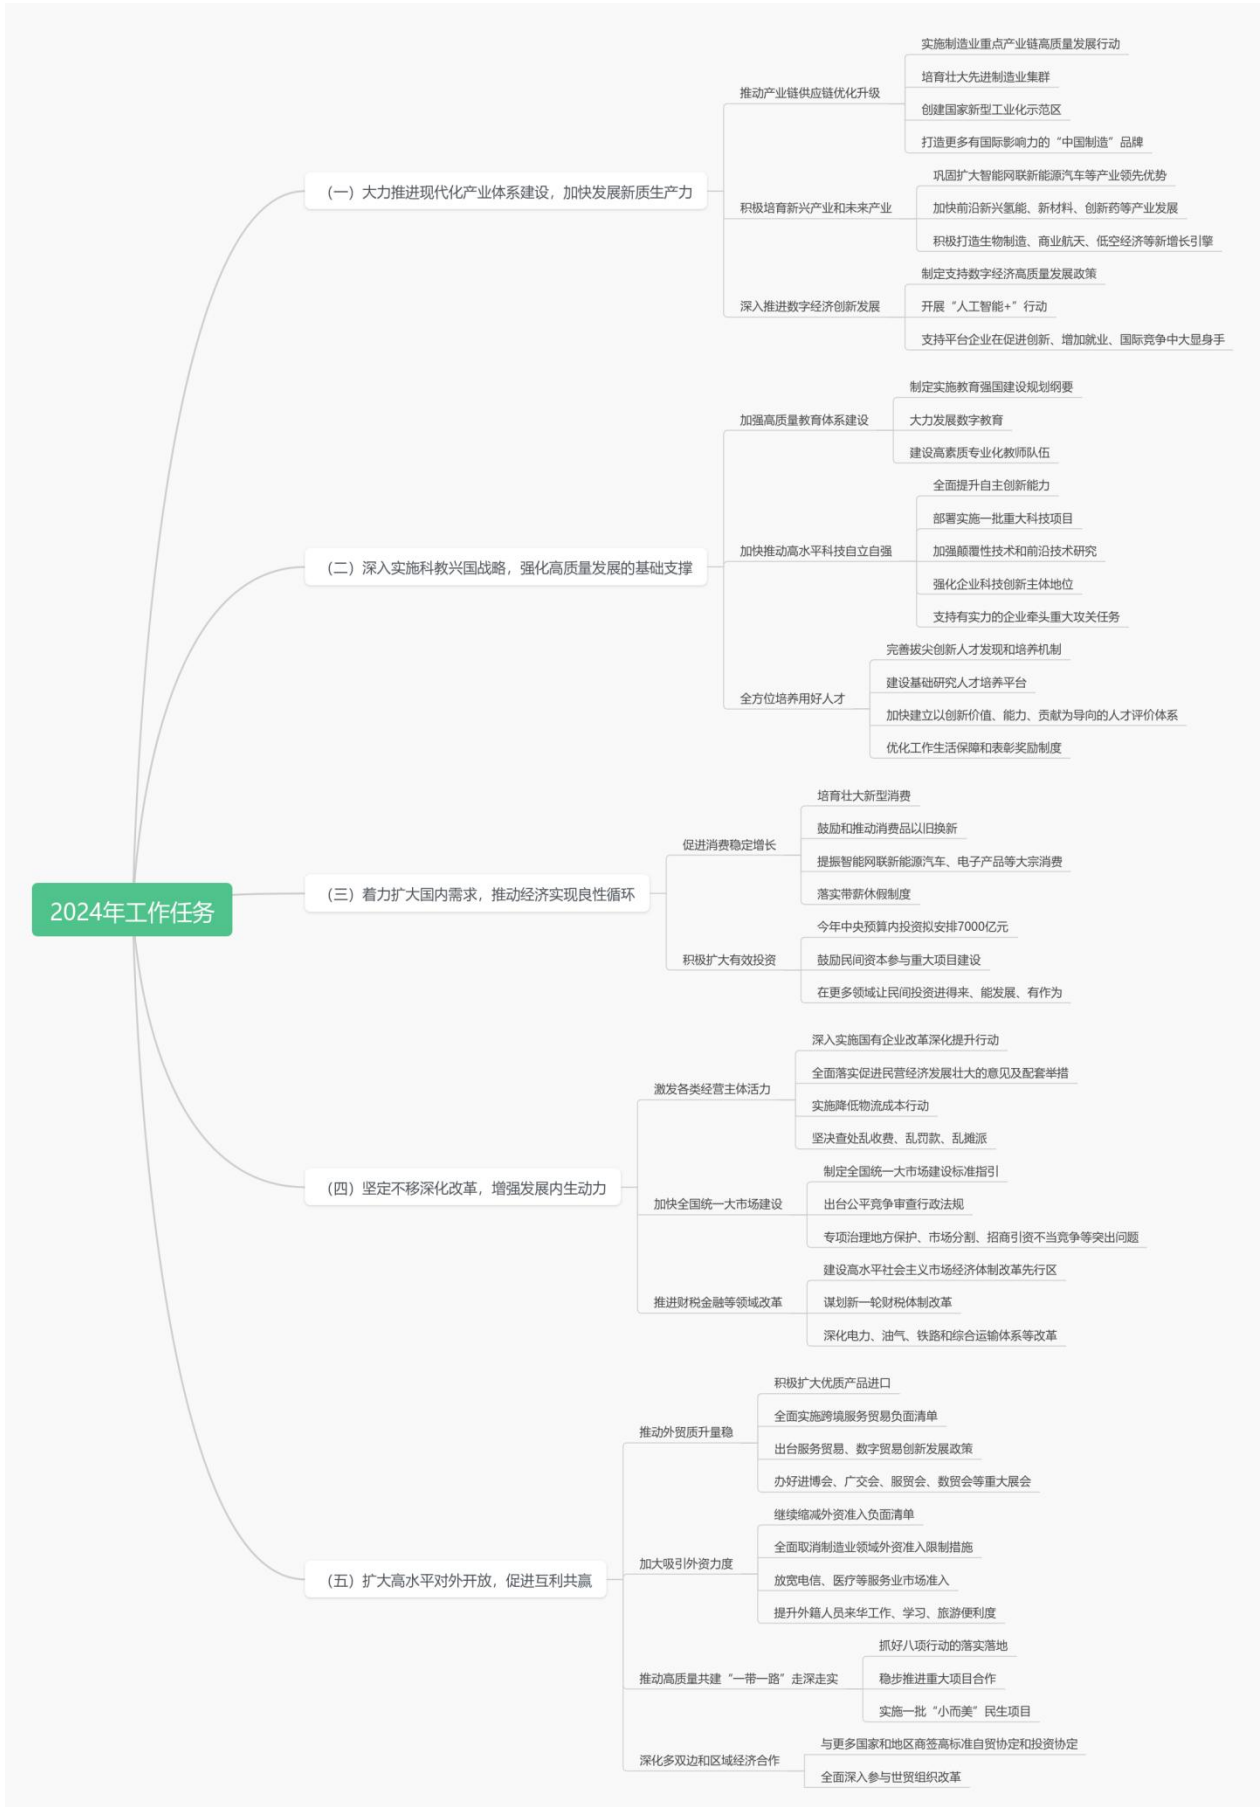 2024年工作任务
（一）大力推进现代化产业体系建设，加快发展新质生产力
推动产业链供应链优化升级
实施制造业重点产业链高质量发展行动
培育壮大先进制造业集群
创建国家新型工业化示范区
打造更多有国际影响力的“中国制造”品牌
积极培育新兴产业和未来产业
巩固扩大智能网联新能源汽车等产业领先优势
加快前沿新兴氢能、新材料、创新药等产业发展
积极打造生物制造、商业航天、低空经济等新增长引擎
深入推进数字经济创新发展
制定支持数字经济高质量发展政策
开展“人工智能+”行动
支持平台企业在促进创新、增加就业、国际竞争中大显身手
（二）深入实施科教兴国战略，强化高质量发展的基础支撑
加强高质量教育体系建设
制定实施教育强国建设规划纲要
大力发展数字教育
建设高素质专业化教师队伍
加快推动高水平科技自立自强
全面提升自主创新能力
部署实施一批重大科技项目
加强颠覆性技术和前沿技术研究
强化企业科技创新主体地位
支持有实力的企业牵头重大攻关任务
全方位培养用好人才
完善拔尖创新人才发现和培养机制
建设基础研究人才培养平台
加快建立以创新价值、能力、贡献为导向的人才评价体系
优化工作生活保障和表彰奖励制度
（三）着力扩大国内需求，推动经济实现良性循环
促进消费稳定增长
培育壮大新型消费
鼓励和推动消费品以旧换新
提振智能网联新能源汽车、电子产品等大宗消费
落实带薪休假制度
积极扩大有效投资
今年中央预算内投资拟安排7000亿元
鼓励民间资本参与重大项目建设
在更多领域让民间投资进得来、能发展、有作为
（四）坚定不移深化改革，增强发展内生动力
激发各类经营主体活力
深入实施国有企业改革深化提升行动
全面落实促进民营经济发展壮大的意见及配套举措
实施降低物流成本行动
坚决查处乱收费、乱罚款、乱摊派
加快全国统一大市场建设
制定全国统一大市场建设标准指引
出台公平竞争审查行政法规
专项治理地方保护、市场分割、招商引资不当竞争等突出问题
推进财税金融等领域改革
建设高水平社会主义市场经济体制改革先行区
谋划新一轮财税体制改革
深化电力、油气、铁路和综合运输体系等改革
（五）扩大高水平对外开放，促进互利共赢
推动外贸质升量稳
积极扩大优质产品进口
全面实施跨境服务贸易负面清单
出台服务贸易、数字贸易创新发展政策
办好进博会、广交会、服贸会、数贸会等重大展会
加大吸引外资力度
继续缩减外资准入负面清单
全面取消制造业领域外资准入限制措施
放宽电信、医疗等服务业市场准入
提升外籍人员来华工作、学习、旅游便利度
推动高质量共建“一带一路”走深走实
抓好八项行动的落实落地
稳步推进重大项目合作
实施一批“小而美”民生项目
深化多双边和区域经济合作
与更多国家和地区商签高标准自贸协定和投资协定
全面深入参与世贸组织改革